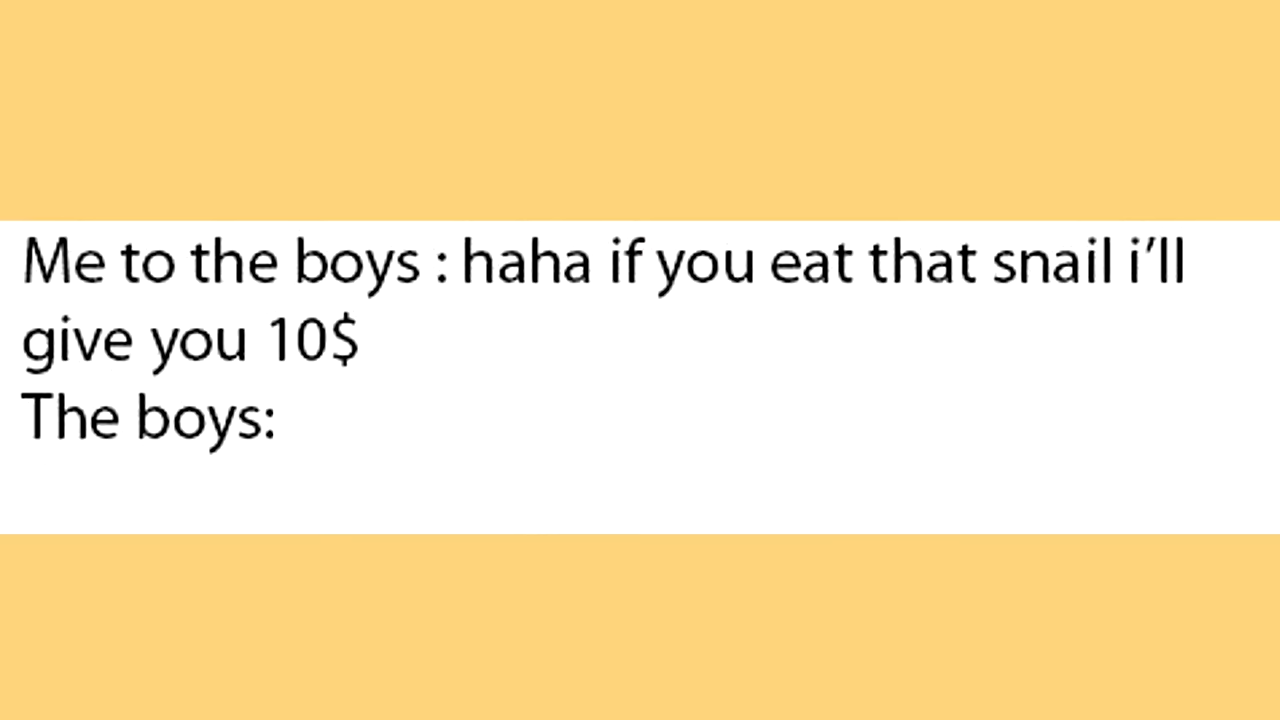 Me to the boys : haha if you eat that snail i’ll
give you 10$
The boys: